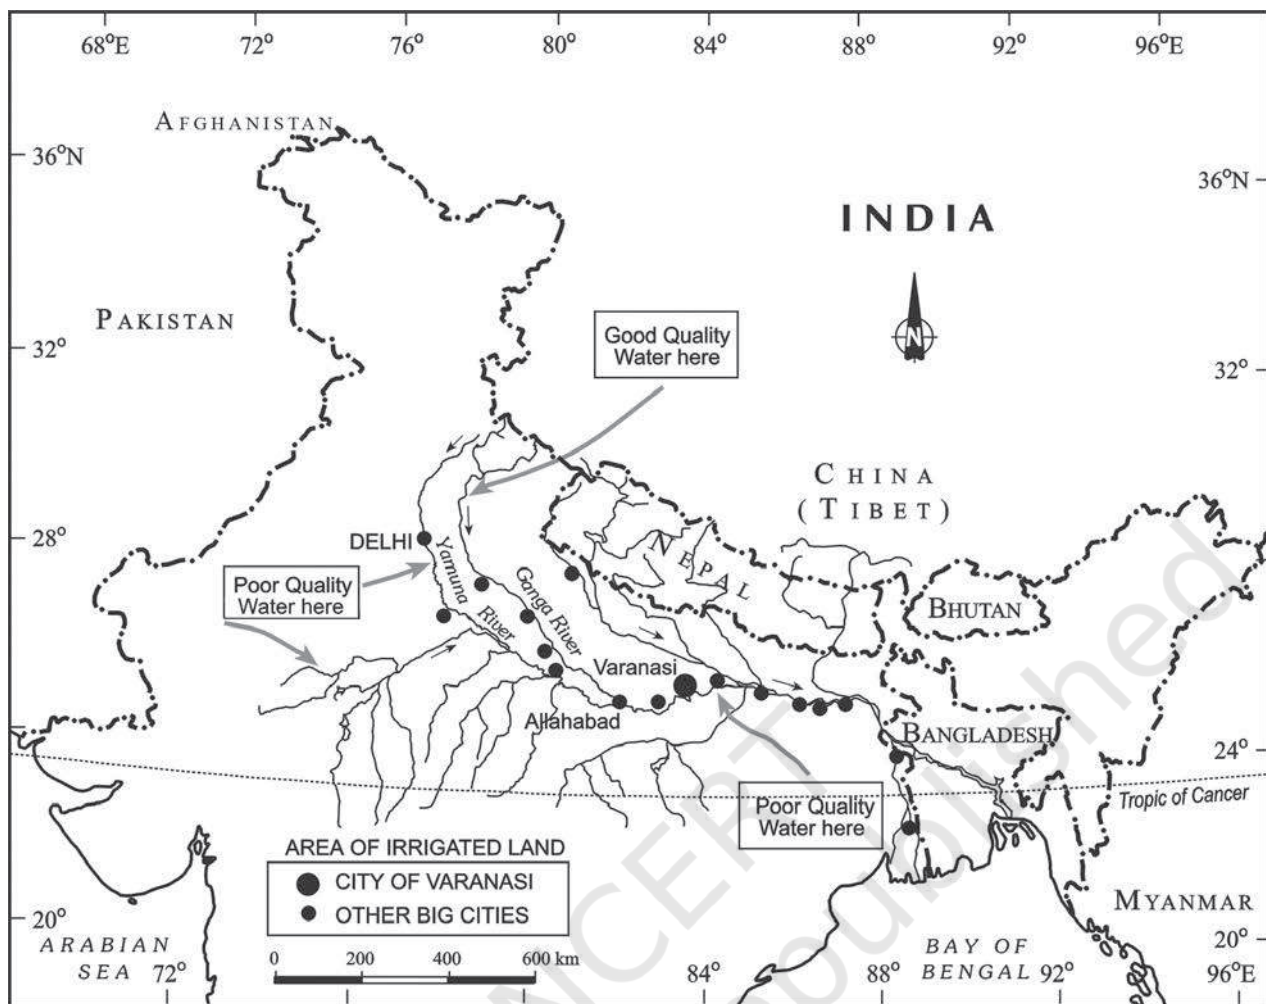 68°E 72° 76° 80° 84° 88° 92° 96°E
AFGHANISTAN
36°N
36°N
INDIA
PAKISTAN
N
Good Quality
Water here
32°
32°
CHINA
(TIBET)
28°
28°
DELHI
NEPAL
Poor Quality
Water here
Yamuna River
Ganga River
BHUTAN
Varanasi
Allahabad
BANGLADESH
24°
Tropic of Cancer
Poor Quality
Water here
AREA OF IRRIGATED LAND
CITY OF VARANASI
OTHER BIG CITIES
MYANMAR
20°
20°
ARABIAN
SEA
BAY OF
BENGAL
0 200 400 600 km
72° 84° 88° 92° 96°E
NCERT
published